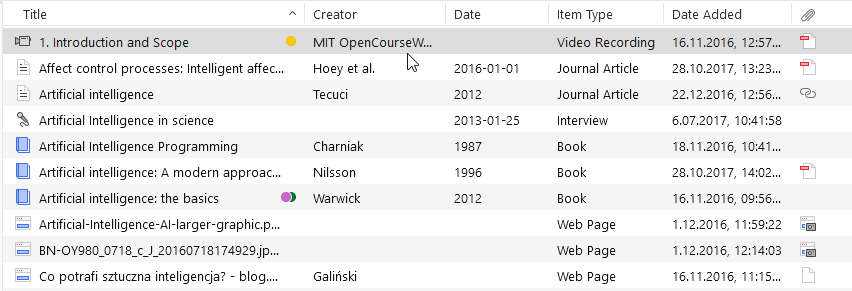 Title Creator Date Item Type Date Added
1. Introduction and Scope MIT OpenCourseW... Video Recording 16.11.2016, 12:57...
Affect control processes: Intelligent affec... Hoey et al. 2016-01-01 Journal Article 28.10.2017, 13:23...
Artificial intelligence Tecuci 2012 Journal Article 22.12.2016, 12:56...
Artificial Intelligence in science 2013-01-25 Interview 6.07.2017, 10:41:58
Artificial Intelligence Programming Charniak 1987 Book 18.11.2016, 10:41...
Artificial intelligence: A modern approac... Nilsson 1996 Book 28.10.2017, 14:02...
Artificial intelligence: the basics Warwick 2012 Book 16.11.2016, 09:56...
Artificial-Intelligence-AI-larger-graphic.p... Web Page 1.12.2016, 11:59:22
BN-OY980_0718_c_J_20160718174929.jp... Web Page 1.12.2016, 12:14:03
Co potrafi sztuczna inteligencja? - blog.... Galiński Web Page 16.11.2016, 11:15...